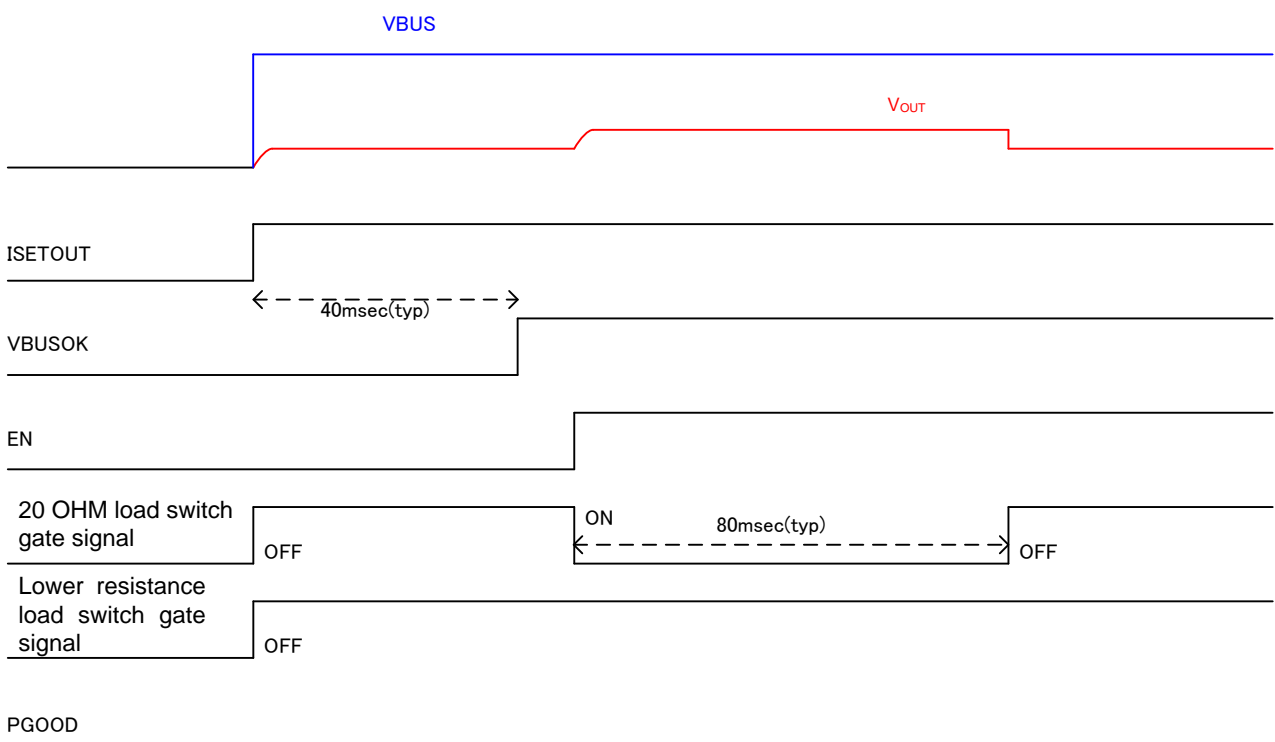 VBUS
VOUT
ISETOUT
40msec(typ)
VBUSOK
EN
20 OHM load switch
gate signal
ON
80msec(typ)
OFF
OFF
Lower resistance
load switch gate
signal
OFF
PGOOD